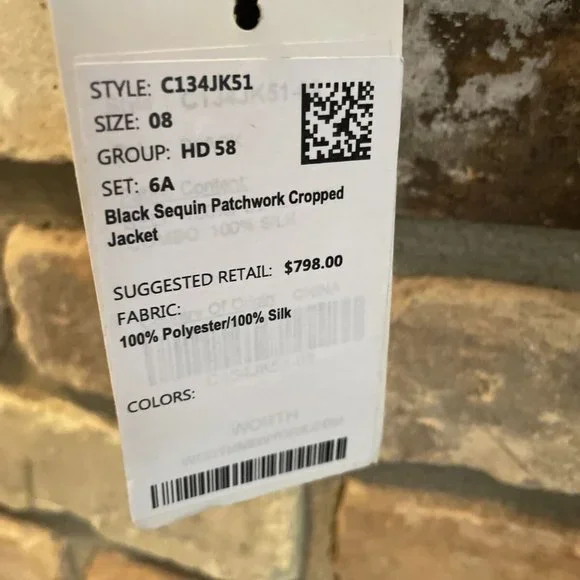 STYLE: C134JK51
SIZE: 08
GROUP: HD 58
SET: 6A
Black Sequin Patchwork Cropped
Jacket
SUGGESTED RETAIL: $798.00
FABRIC:
100% Polyester/100% Silk
COLORS: